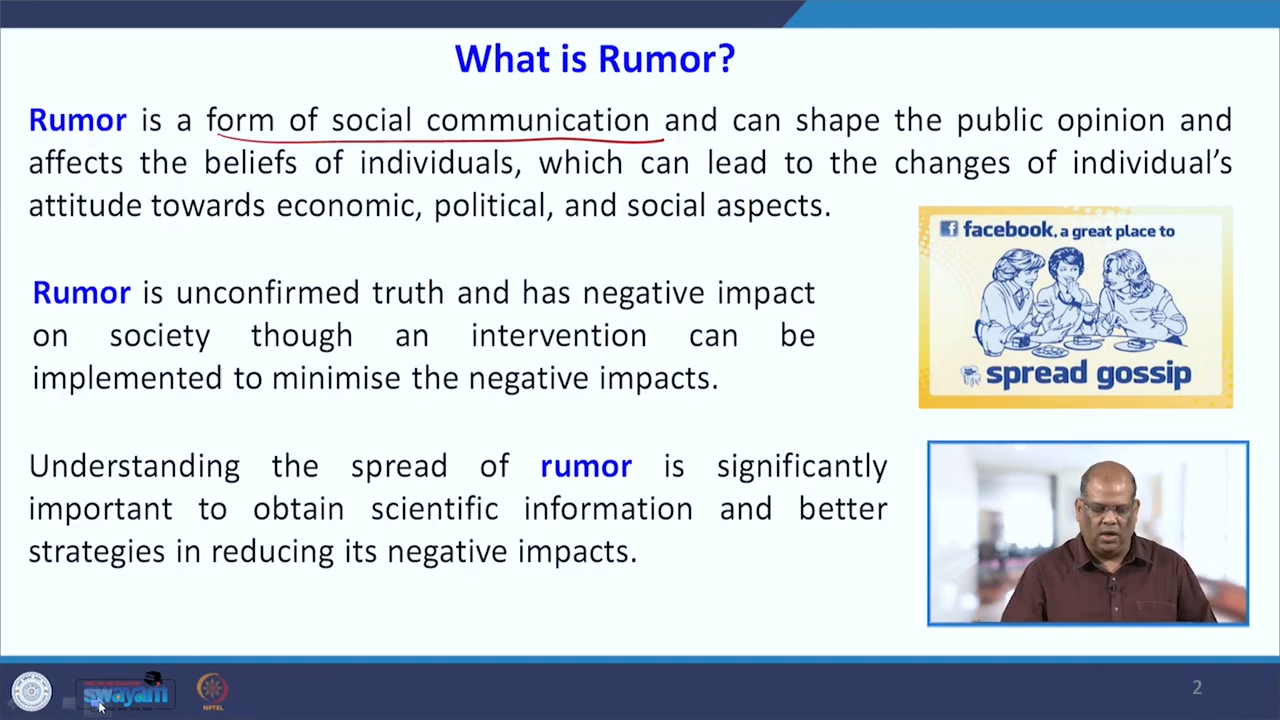 What is Rumor?
Rumor is a form of social communication and can shape the public opinion and
affects the beliefs of individuals, which can lead to the changes of individual's
attitude towards economic, political, and social aspects.
facebook, a great place to
spread gossip
Rumor is unconfirmed truth and has negative impact
on society though an intervention can be
implemented to minimise the negative impacts.
Understanding the spread of rumor is significantly
important to obtain scientific information and better
strategies in reducing its negative impacts.
swayam
NPTEL
2